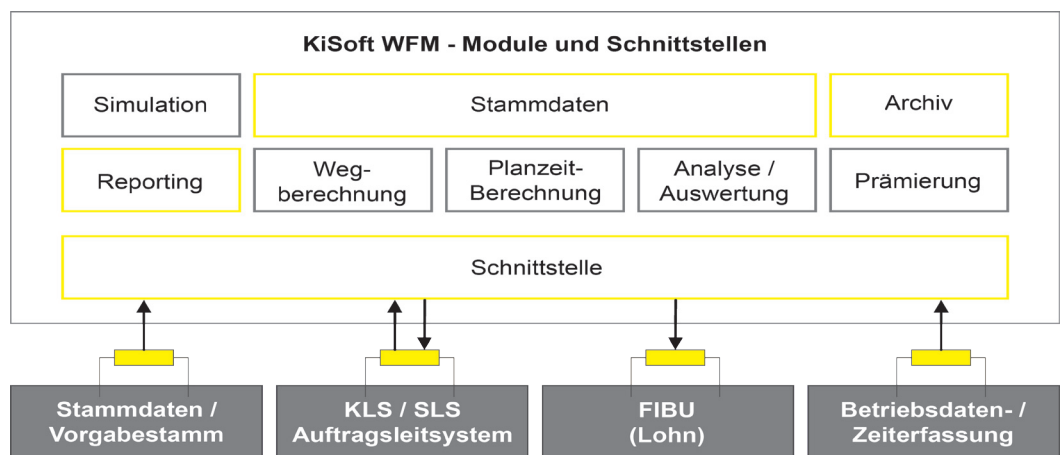 KiSoft WFM - Module und Schnittstellen
Simulation
Stammdaten
Archiv
Reporting
Weg-
berechnung
Planzeit-
Berechnung
Analyse /
Auswertung
Prämierung
Schnittstelle
Stammdaten /
Vorgabestamm
KLS / SLS
Auftragsleitsystem
FIBU
(Lohn)
Betriebsdaten- /
Zeiterfassung